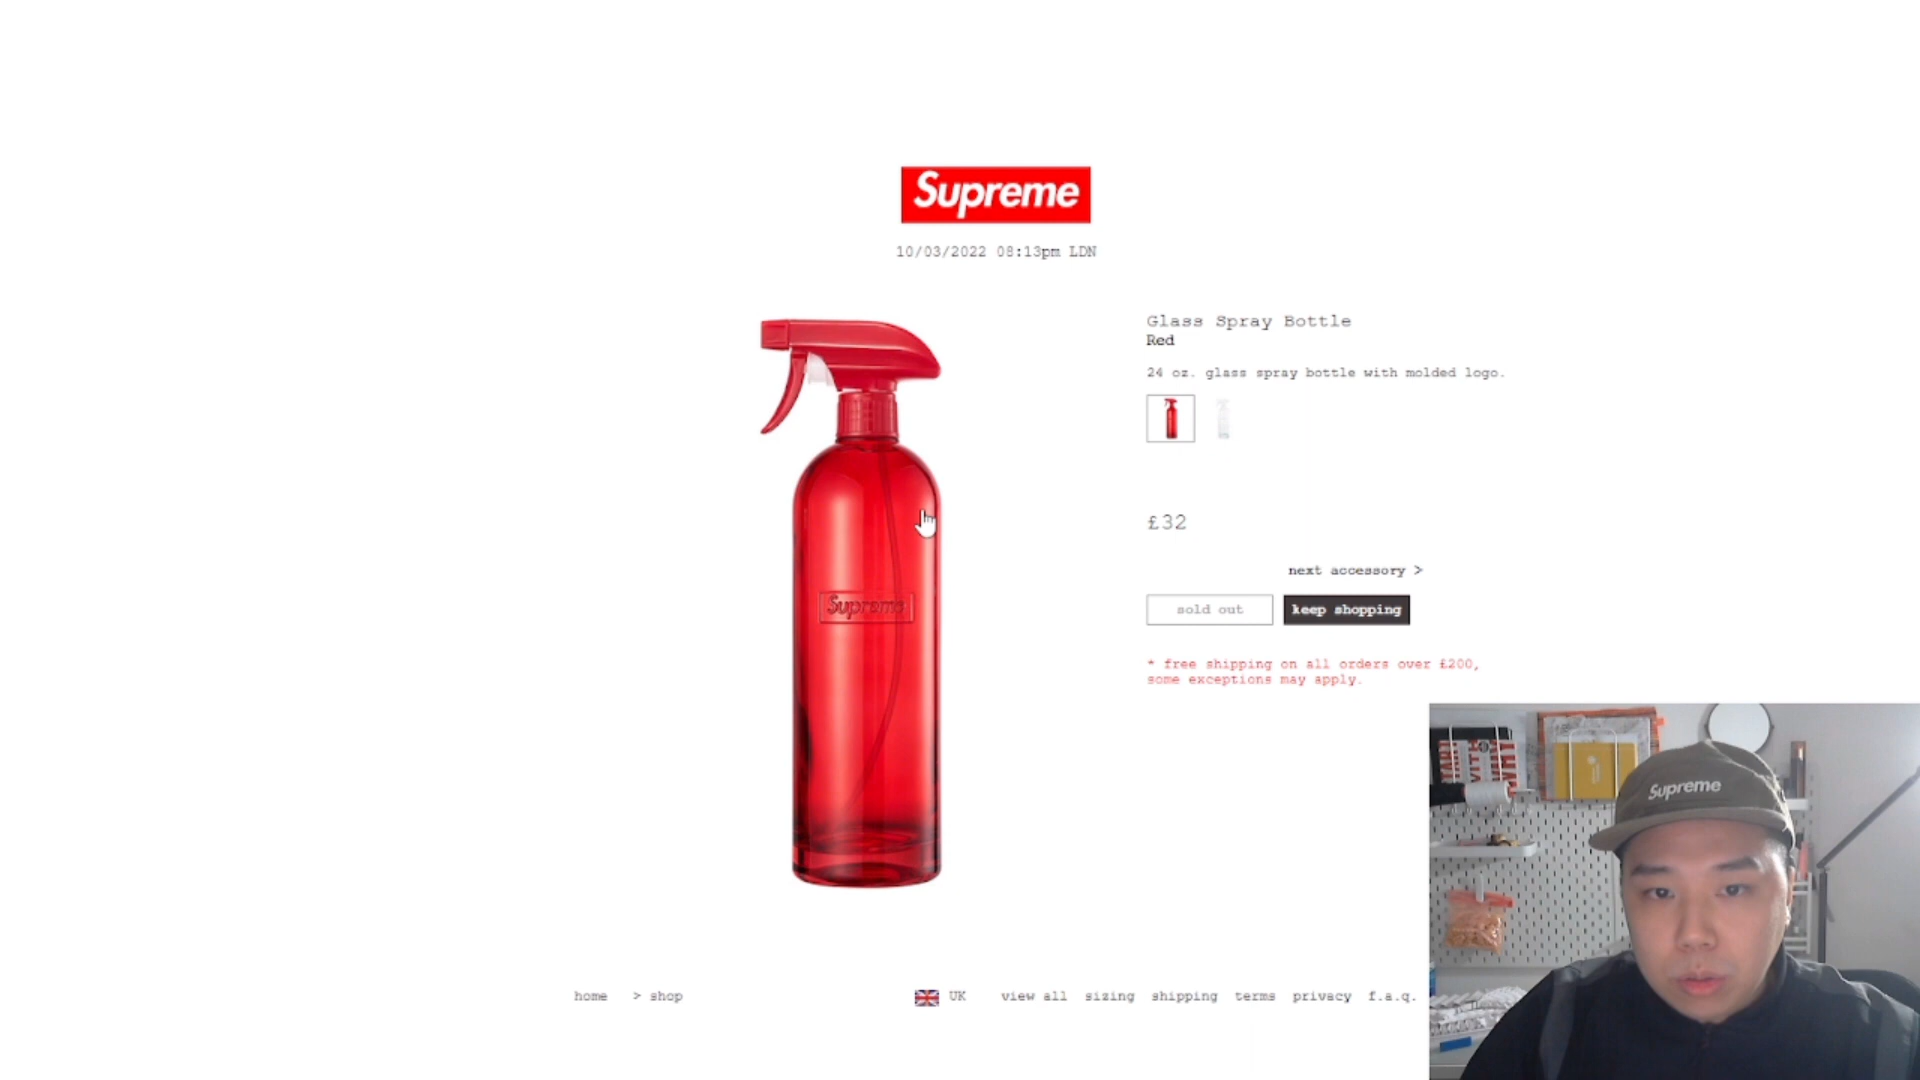 Supreme
10/03/2022 08:13pm LDN
Glass Spray Bottle
Red
24 oz. glass spray bottle with molded logo.
£32
next accessory >
sold out
keep shopping
* free shipping on all orders over £200,
some exceptions may apply.
Supreme
Supreme
home > shop
UK view all sizing shipping terms privacy f.a.q.